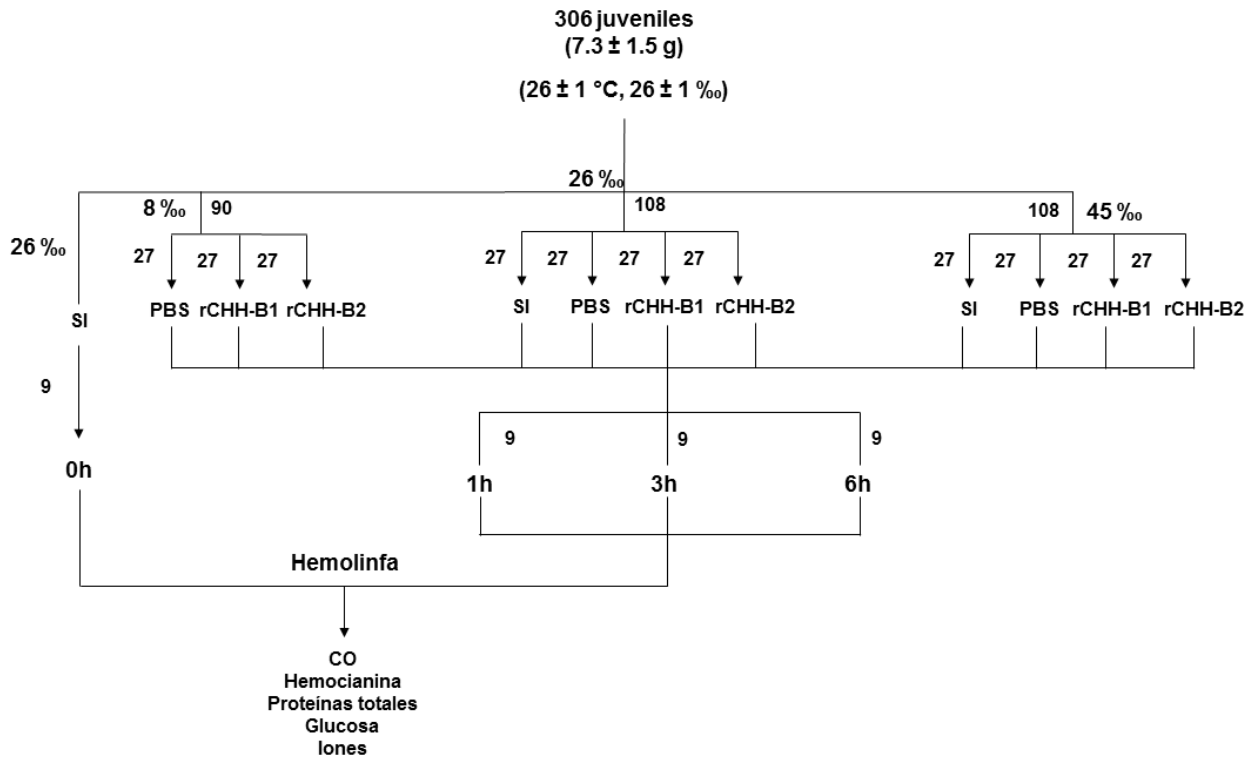 306 juveniles
(7.3 ± 1.5 g)
(26 ± 1 °C, 26 ± 1 ‰)
26 ‰
8 ‰ 90
108
108 45 ‰
26 ‰
27 27 27
27 27 27 27
27 27 27 27
SI
PBS rCHH-B1 rCHH-B2
SI PBS rCHH-B1 rCHH-B2
SI PBS rCHH-B1 rCHH-B2
9
9 9 9
0h
1h 3h 6h
Hemolinfa
CO
Hemocianina
Proteínas totales
Glucosa
Iones